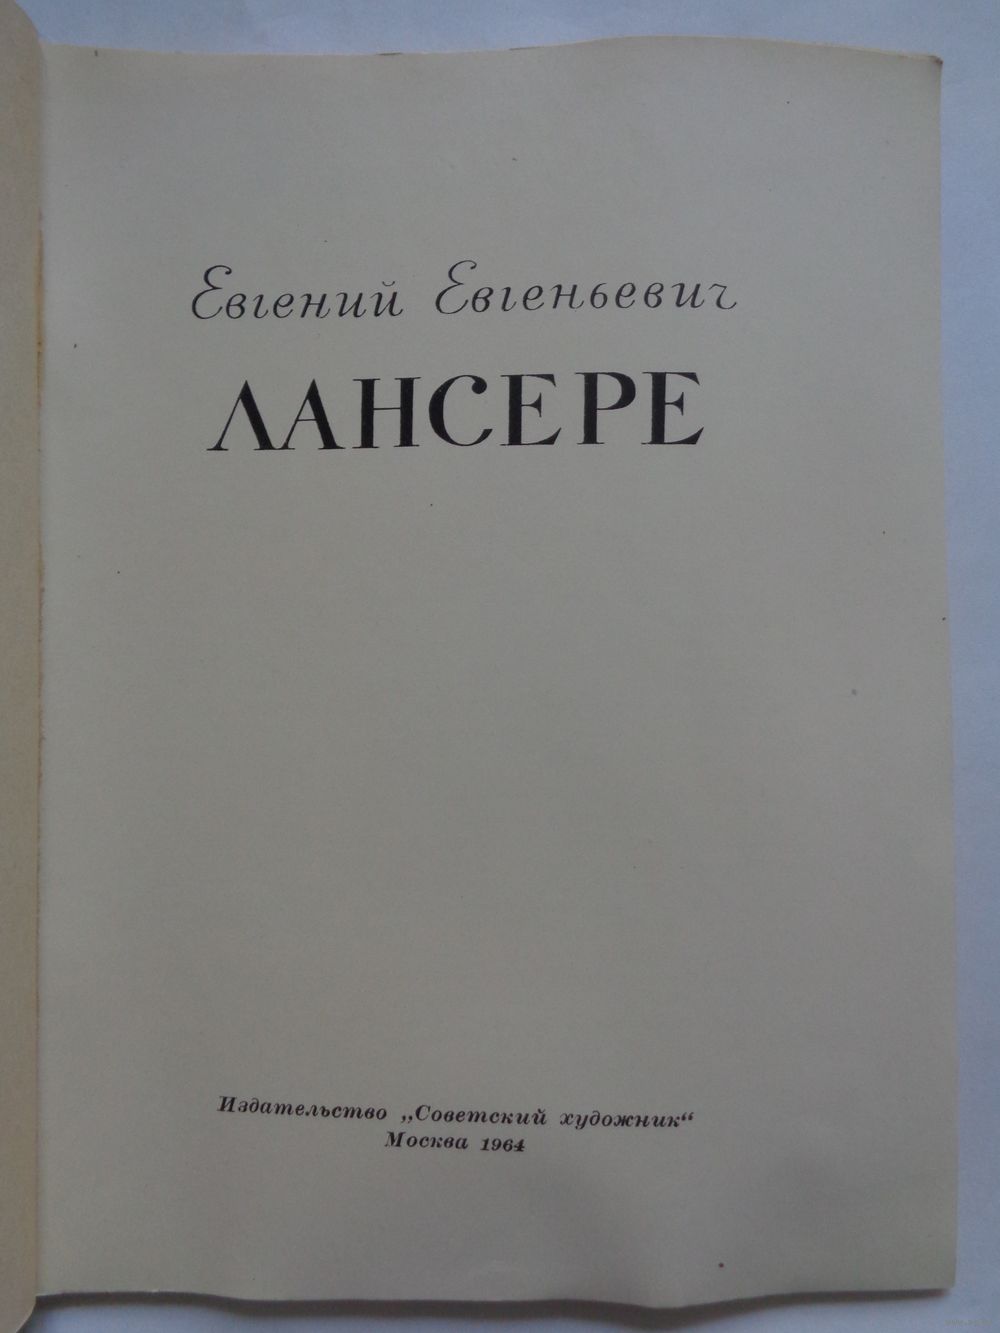 Евгений Евгеньевич
ЛАНСЕРЕ
Издательство „Советский художник“
Москва 1964